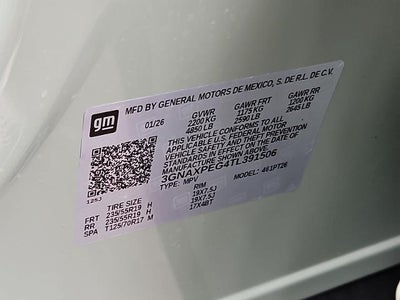 gm
MFD BY GENERAL MOTORS DE MEXICO, S. DE R.L. DE C.V.
01/26 GVWR GAWR FRT GAWR RR
2200 KG 1175 KG 1200 KG
4850 LB 2590 LB 2645 LB
THIS VEHICLE CONFORMS TO ALL
APPLICABLE U.S. FEDERAL MOTOR
VEHICLE SAFETY AND THEFT PREVENTION
STANDARDS IN EFFECT ON THE DATE OF
MANUFACTURE SHOWN ABOVE.
3GNAXPEG4TL391506
TYPE: MPV MODEL: 461PT26
125J
TIRE SIZE RIM
FRT 235/55R19 H 19X7.5J
RR 235/55R19 H 19X7.5J
SPA T125/70R17 M 17X4BT